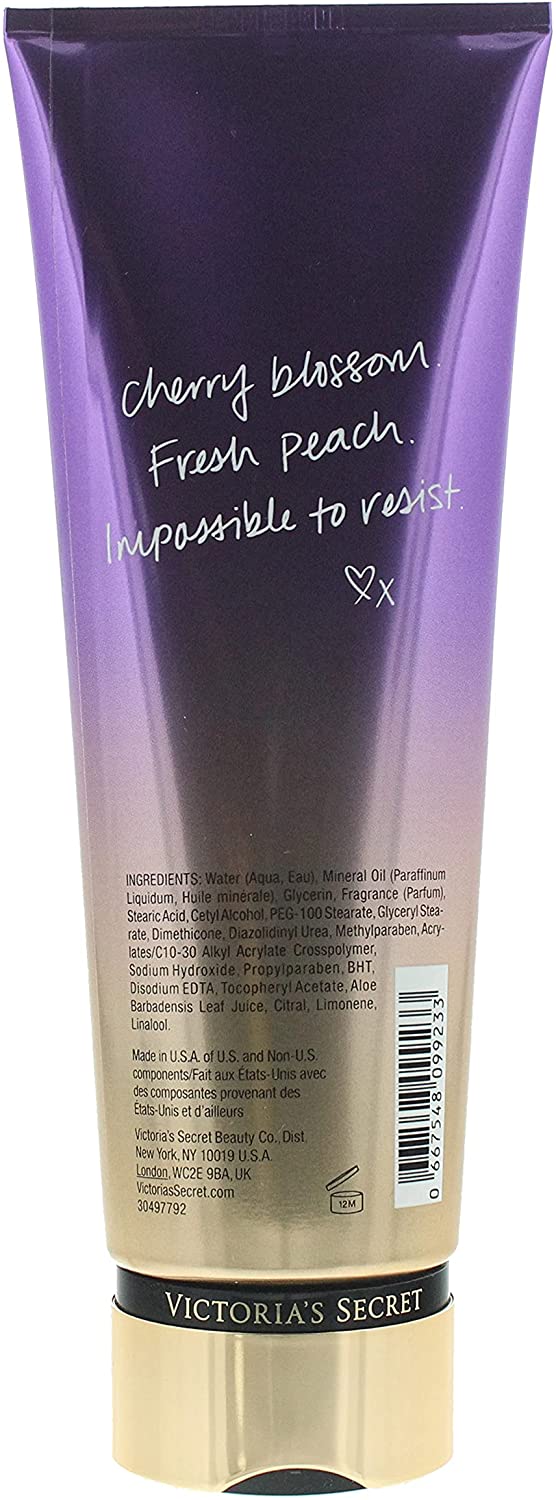 Cherry blossom.
Fresh peach.
Impossible to resist.
X
INGREDIENTS: Water (Aqua, Eau), Mineral Oil (Paraffinum
Liquidum, Huile minérale), Glycerin, Fragrance (Parfum),
Stearic Acid, Cetyl Alcohol, PEG-100 Stearate, Glyceryl Stea-
rate, Dimethicone, Diazolidinyl Urea, Methylparaben, Acry-
lates/C10-30 Alkyl Acrylate Crosspolymer,
Sodium Hydroxide, Propylparaben, BHT,
Disodium EDTA, Tocopheryl Acetate, Aloe
Barbadensis Leaf Juice, Citral, Limonene,
Linalool.
Made in U.S.A. of U.S. and Non-U.S.
components/Fait aux États-Unis avec
des composantes provenant des
États-Unis et d'ailleurs
Victoria's Secret Beauty Co., Dist.
New York, NY 10019 U.S.A.
London, WC2E 9BA, UK
VictoriasSecret.com
30497792
12M
0 667548 099233
VICTORIA'S SECRET